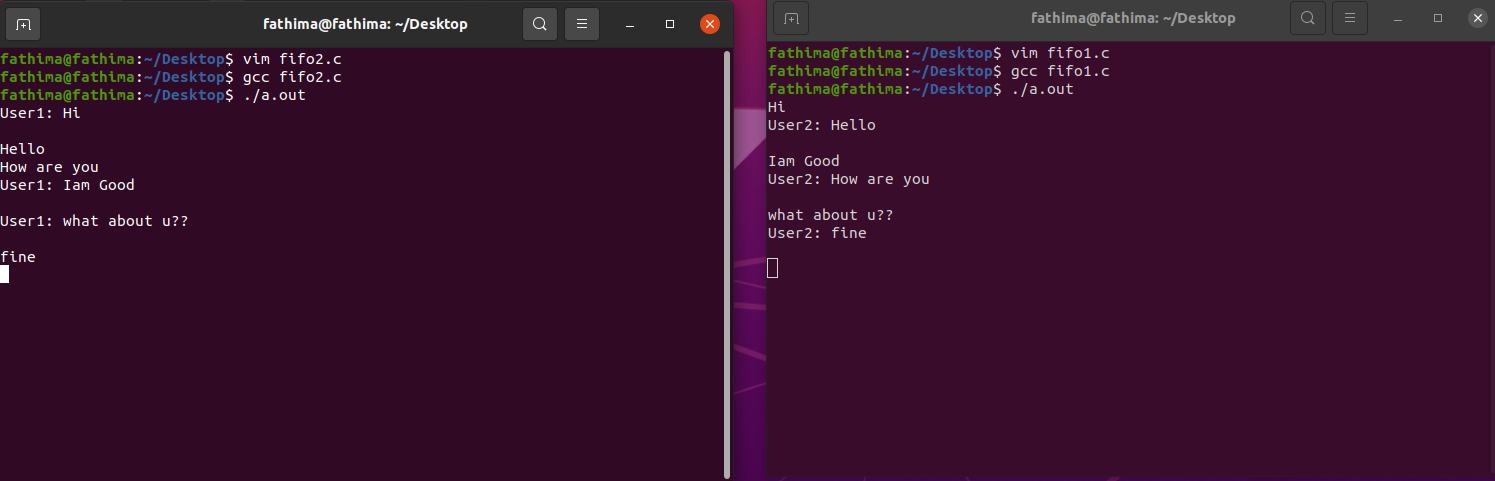 fathima@fathima: ~/Desktop
fathima@fathima:~/Desktop$ vim fifo2.c
fathima@fathima:~/Desktop$ gcc fifo2.c
fathima@fathima:~/Desktop$ ./a.out
User1: Hi
Hello
How are you
User1: Iam Good
User1: what about u??
fine
fathima@fathima: ~/Desktop
fathima@fathima:~/Desktop$ vim fifo1.c
fathima@fathima:~/Desktop$ gcc fifo1.c
fathima@fathima:~/Desktop$ ./a.out
Hi
User2: Hello
Iam Good
User2: How are you
what about u??
User2: fine